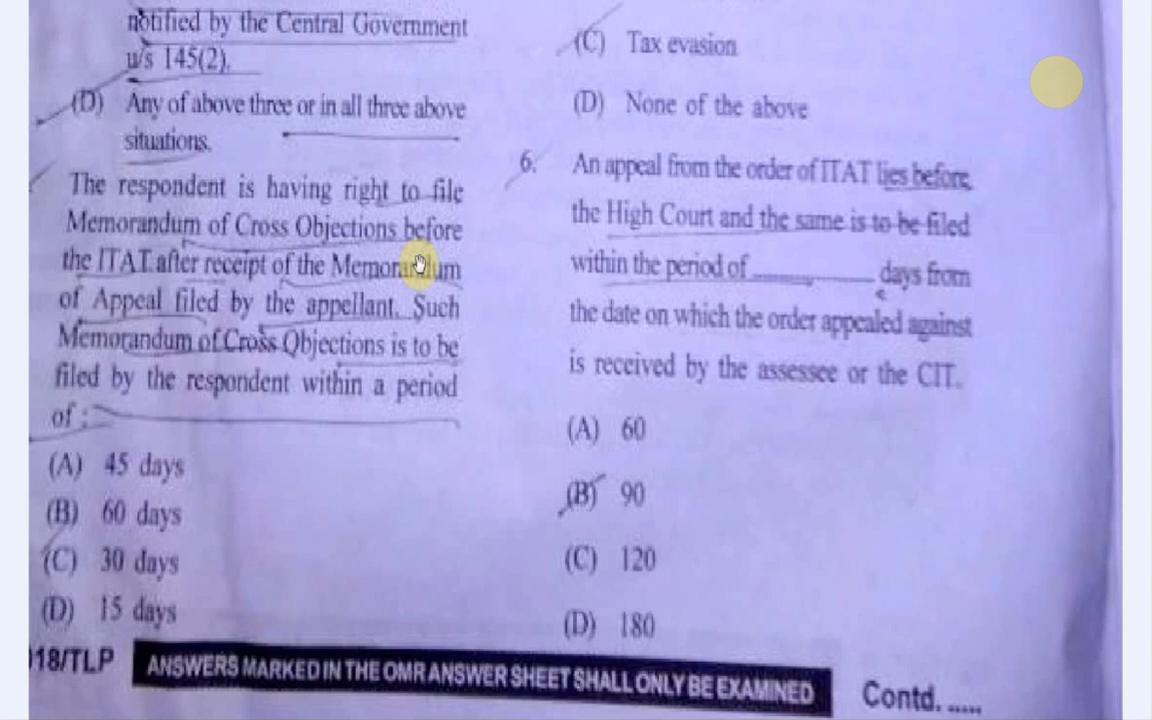 notified by the Central Government
u/s 145(2).
(D) Any of above three or in all three above
situations.
The respondent is having right to file
Memorandum of Cross Objections before
the ITAT after receipt of the Memorandum
of Appeal filed by the appellant. Such
Memorandum of Cross Objections is to be
filed by the respondent within a period
of :
(A) 45 days
(B) 60 days
(C) 30 days
(D) 15 days
(C) Tax evasion
(D) None of the above
6. An appeal from the order of ITAT lies before
the High Court and the same is to be filed
within the period of ____________ days from
the date on which the order appealed against
is received by the assessee or the CIT.
(A) 60
(B) 90
(C) 120
(D) 180
18/TLP
ANSWERS MARKED IN THE OMR ANSWER SHEET SHALL ONLY BE EXAMINED
Contd. .....